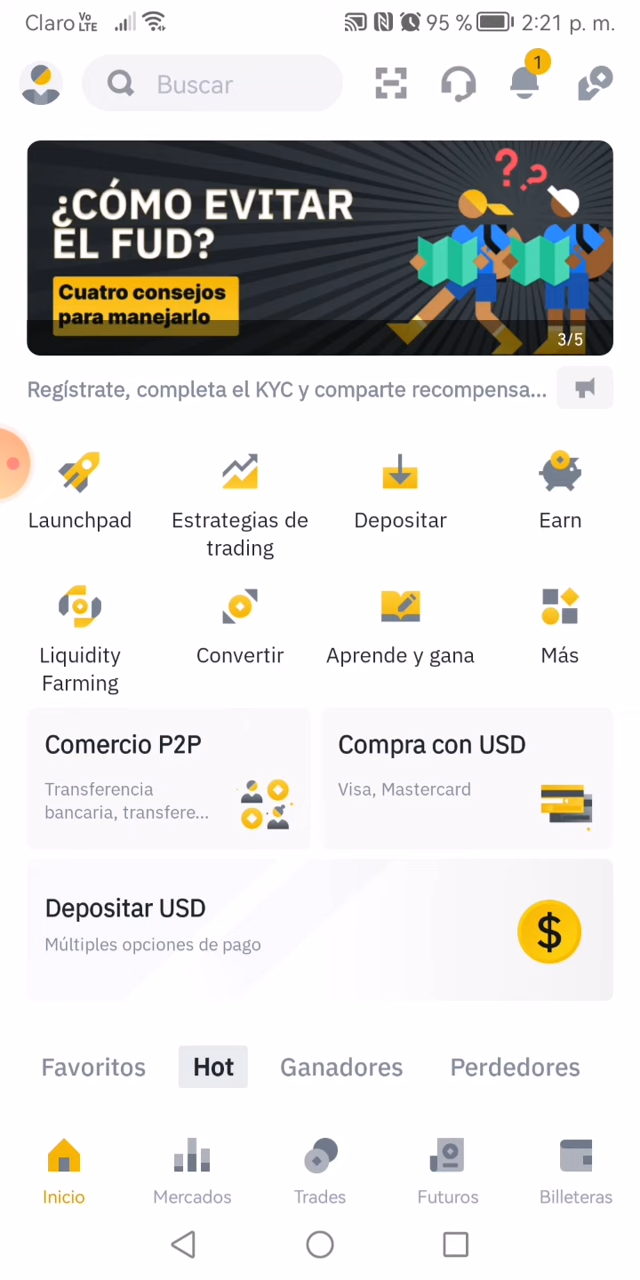 Claro Vo LTE 95 % 2:21 p. m.
Buscar
1
¿CÓMO EVITAR
EL FUD?
Cuatro consejos
para manejarlo
3/5
Regístrate, completa el KYC y comparte recompensa...
Launchpad
Estrategias de
trading
Depositar
Earn
Liquidity
Farming
Convertir
Aprende y gana
Más
Comercio P2P
Transferencia
bancaria, transfere...
Compra con USD
Visa, Mastercard
Depositar USD
Múltiples opciones de pago
$
Favoritos Hot Ganadores Perdedores
Inicio Mercados Trades Futuros Billeteras